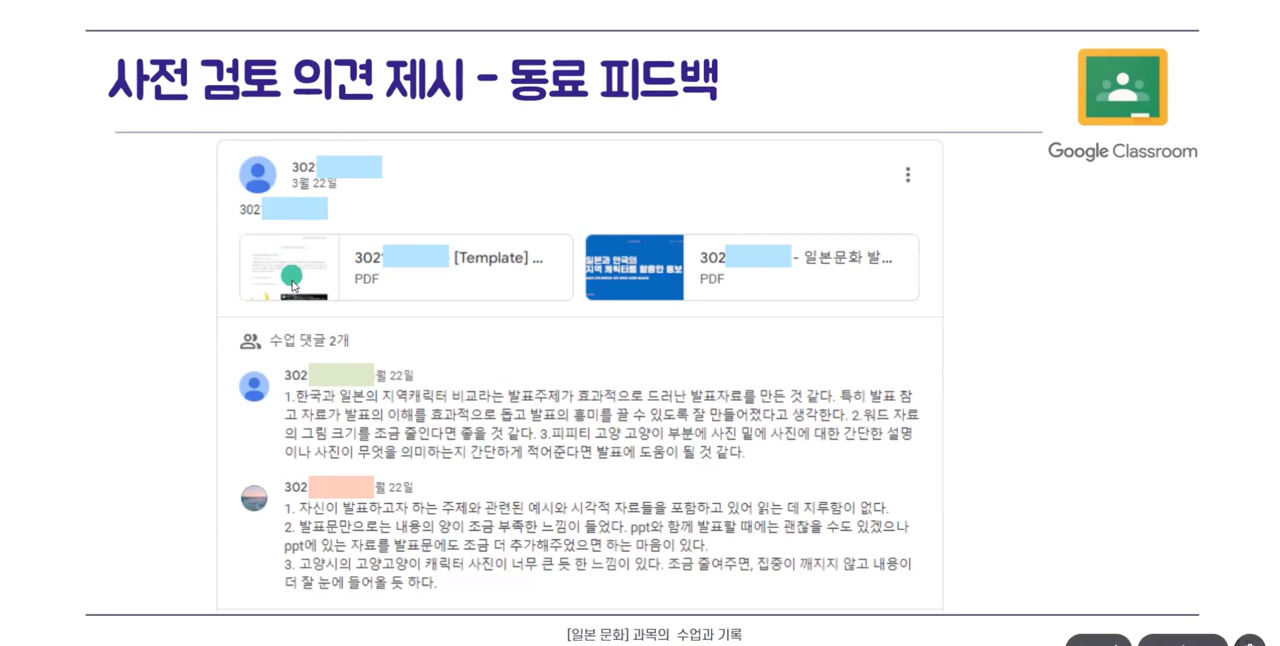 사전 검토 의견 제시 - 동료 피드백
Google Classroom
302
3월 22일
302
302 [Template] ...
PDF
일본과 한국의
지역 캐릭터를 활용한 홍보
302 - 일본문화 발...
PDF
수업 댓글 2개
302 월 22일
1.한국과 일본의 지역캐릭터 비교라는 발표주제가 효과적으로 드러난 발표자료를 만든 것 같다. 특히 발표 참
고 자료가 발표의 이해를 효과적으로 돕고 발표의 흥미를 끌 수 있도록 잘 만들어졌다고 생각한다. 2.워드 자료
의 그림 크기를 조금 줄인다면 좋을 것 같다. 3.피피티 고양 고양이 부분에 사진 밑에 사진에 대한 간단한 설명
이나 사진이 무엇을 의미하는지 간단하게 적어준다면 발표에 도움이 될 것 같다.
302 월 22일
1. 자신이 발표하고자 하는 주제와 관련된 예시와 시각적 자료들을 포함하고 있어 읽는 데 지루함이 없다.
2. 발표문만으로는 내용의 양이 조금 부족한 느낌이 들었다. ppt와 함께 발표할 때에는 괜찮을 수도 있겠으나
ppt에 있는 자료를 발표문에도 조금 더 추가해주었으면 하는 마음이 있다.
3. 고양시의 고양고양이 캐릭터 사진이 너무 큰 듯 한 느낌이 있다. 조금 줄여주면, 집중이 깨지지 않고 내용이
더 잘 눈에 들어올 듯 하다.
[일본 문화] 과목의 수업과 기록